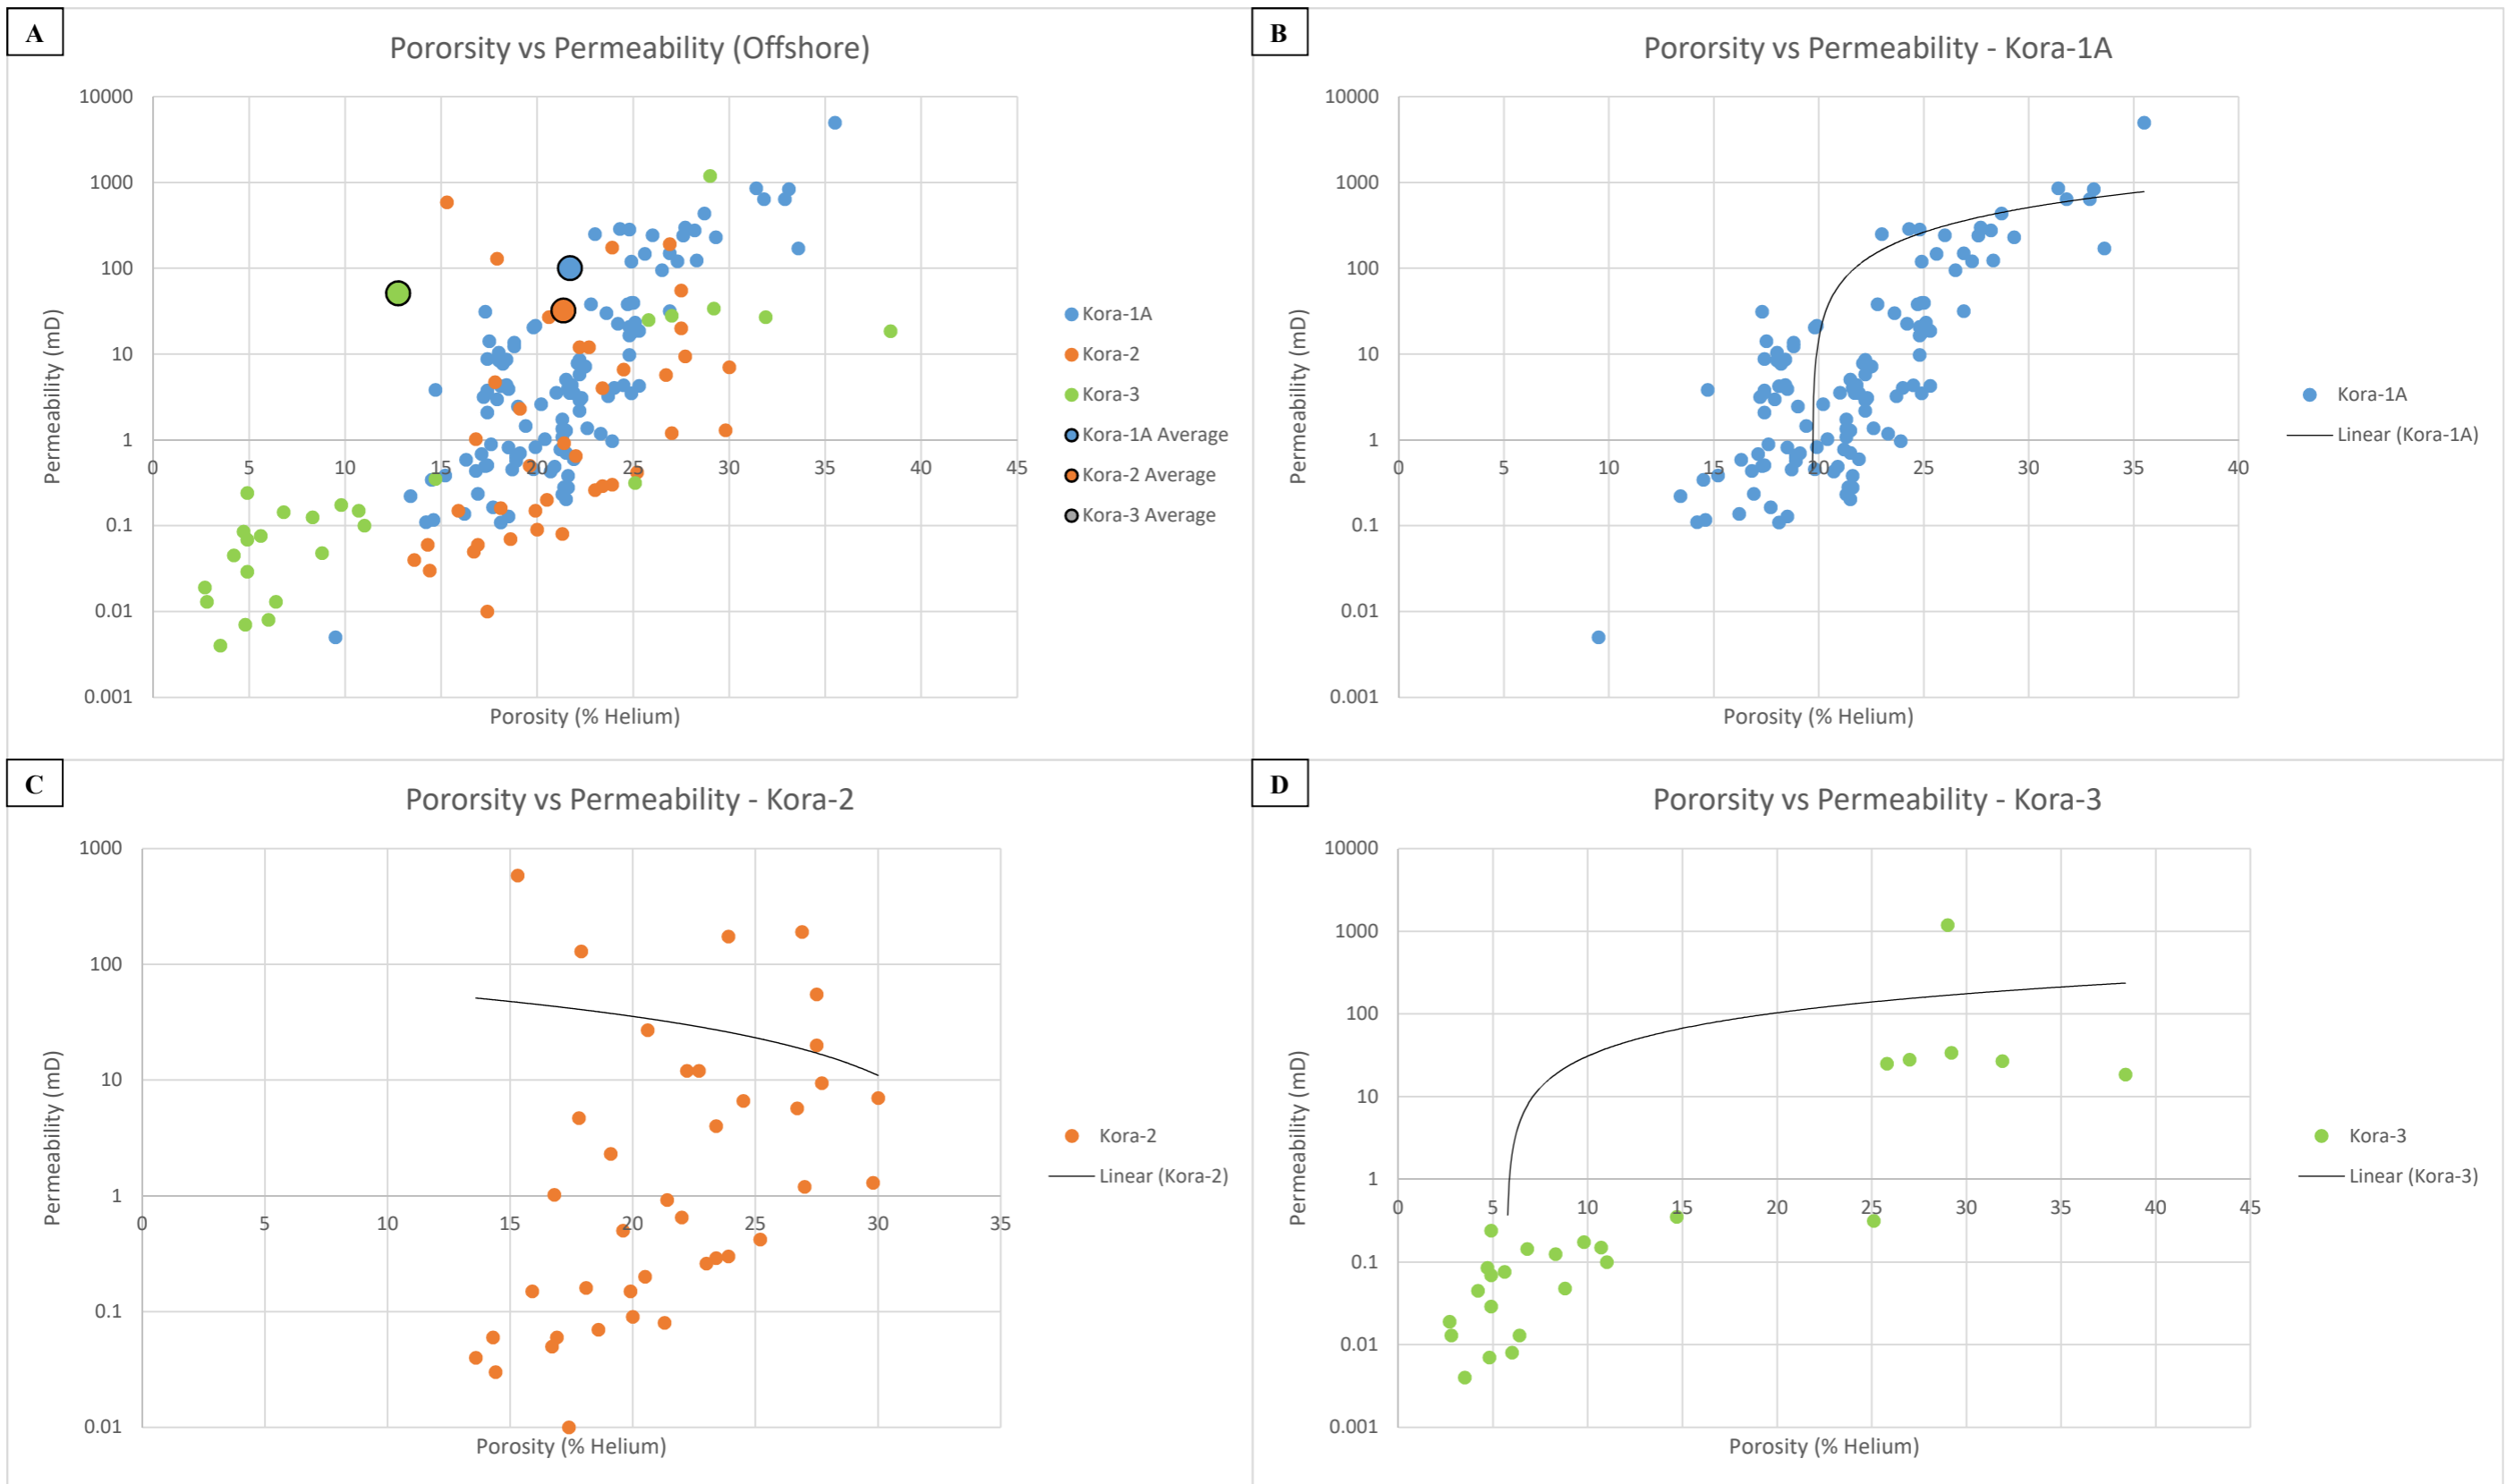 A
Pororsity vs Permeability (Offshore)
10000
1000
100
10
1
0.1
0.01
0.001
0 5 10 15 20 25 30 35 40 45
Permeability (mD)
Porosity (% Helium)
Kora-1A
Kora-2
Kora-3
Kora-1A Average
Kora-2 Average
Kora-3 Average
B
Pororsity vs Permeability - Kora-1A
10000
1000
100
10
1
0.1
0.01
0.001
0 5 10 15 20 25 30 35 40
Permeability (mD)
Porosity (% Helium)
Kora-1A
Linear (Kora-1A)
C
Pororsity vs Permeability - Kora-2
1000
100
10
1
0.1
0.01
0 5 10 15 20 25 30 35
Permeability (mD)
Porosity (% Helium)
Kora-2
Linear (Kora-2)
D
Pororsity vs Permeability - Kora-3
10000
1000
100
10
1
0.1
0.01
0.001
0 5 10 15 20 25 30 35 40 45
Permeability (mD)
Porosity (% Helium)
Kora-3
Linear (Kora-3)